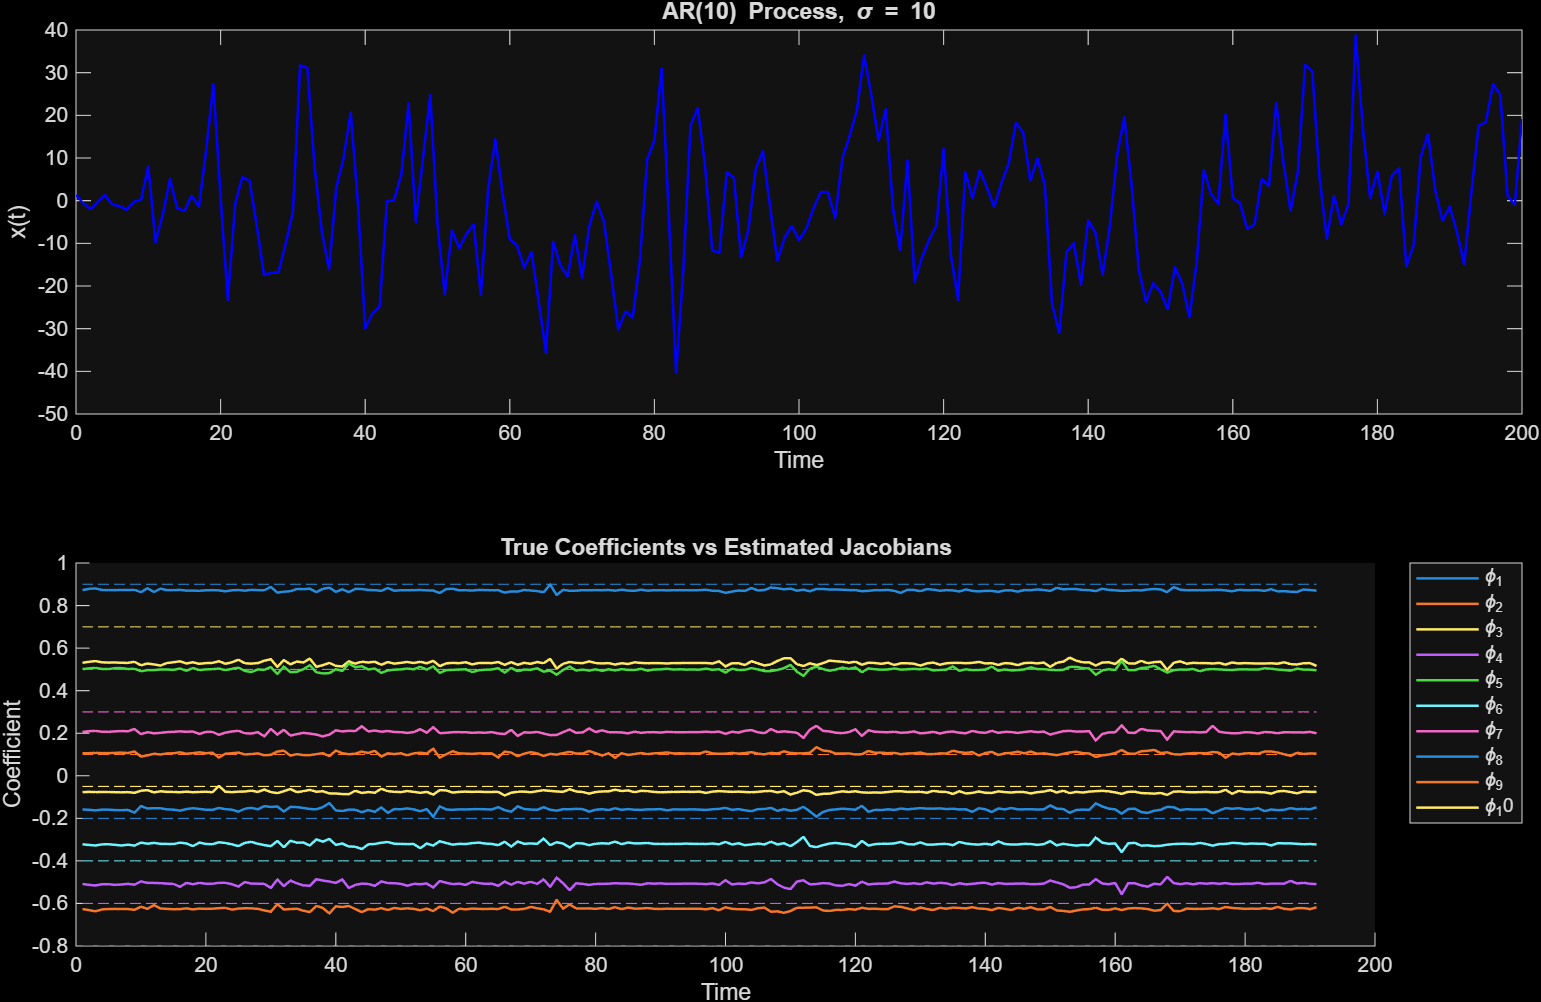 AR(10) Process, σ = 10
40
30
20
10
0
-10
-20
-30
-40
-50
x(t)
0 20 40 60 80 100 120 140 160 180 200
Time
True Coefficients vs Estimated Jacobians
1
0.8
0.6
0.4
0.2
0
-0.2
-0.4
-0.6
-0.8
Coefficient
0 20 40 60 80 100 120 140 160 180 200
Time
ϕ₁
ϕ₂
ϕ₃
ϕ₄
ϕ₅
ϕ₆
ϕ₇
ϕ₈
ϕ₉
ϕ₁0